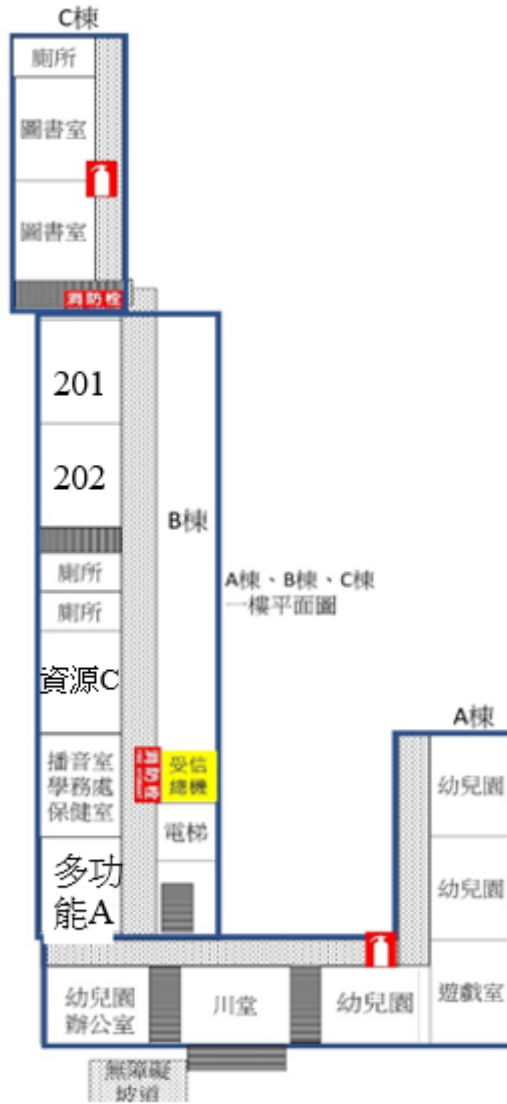 C棟
廁所
圖書室
圖書室
消防栓
201
202
B棟
廁所
廁所
A棟、B棟、C棟
一樓平面圖
資源C
A棟
播音室
學務處
保健室
消防栓
受信
總機
幼兒園
電梯
多功
能A
幼兒園
幼兒園
辦公室
川堂
幼兒園
遊戲室
無障礙
坡道